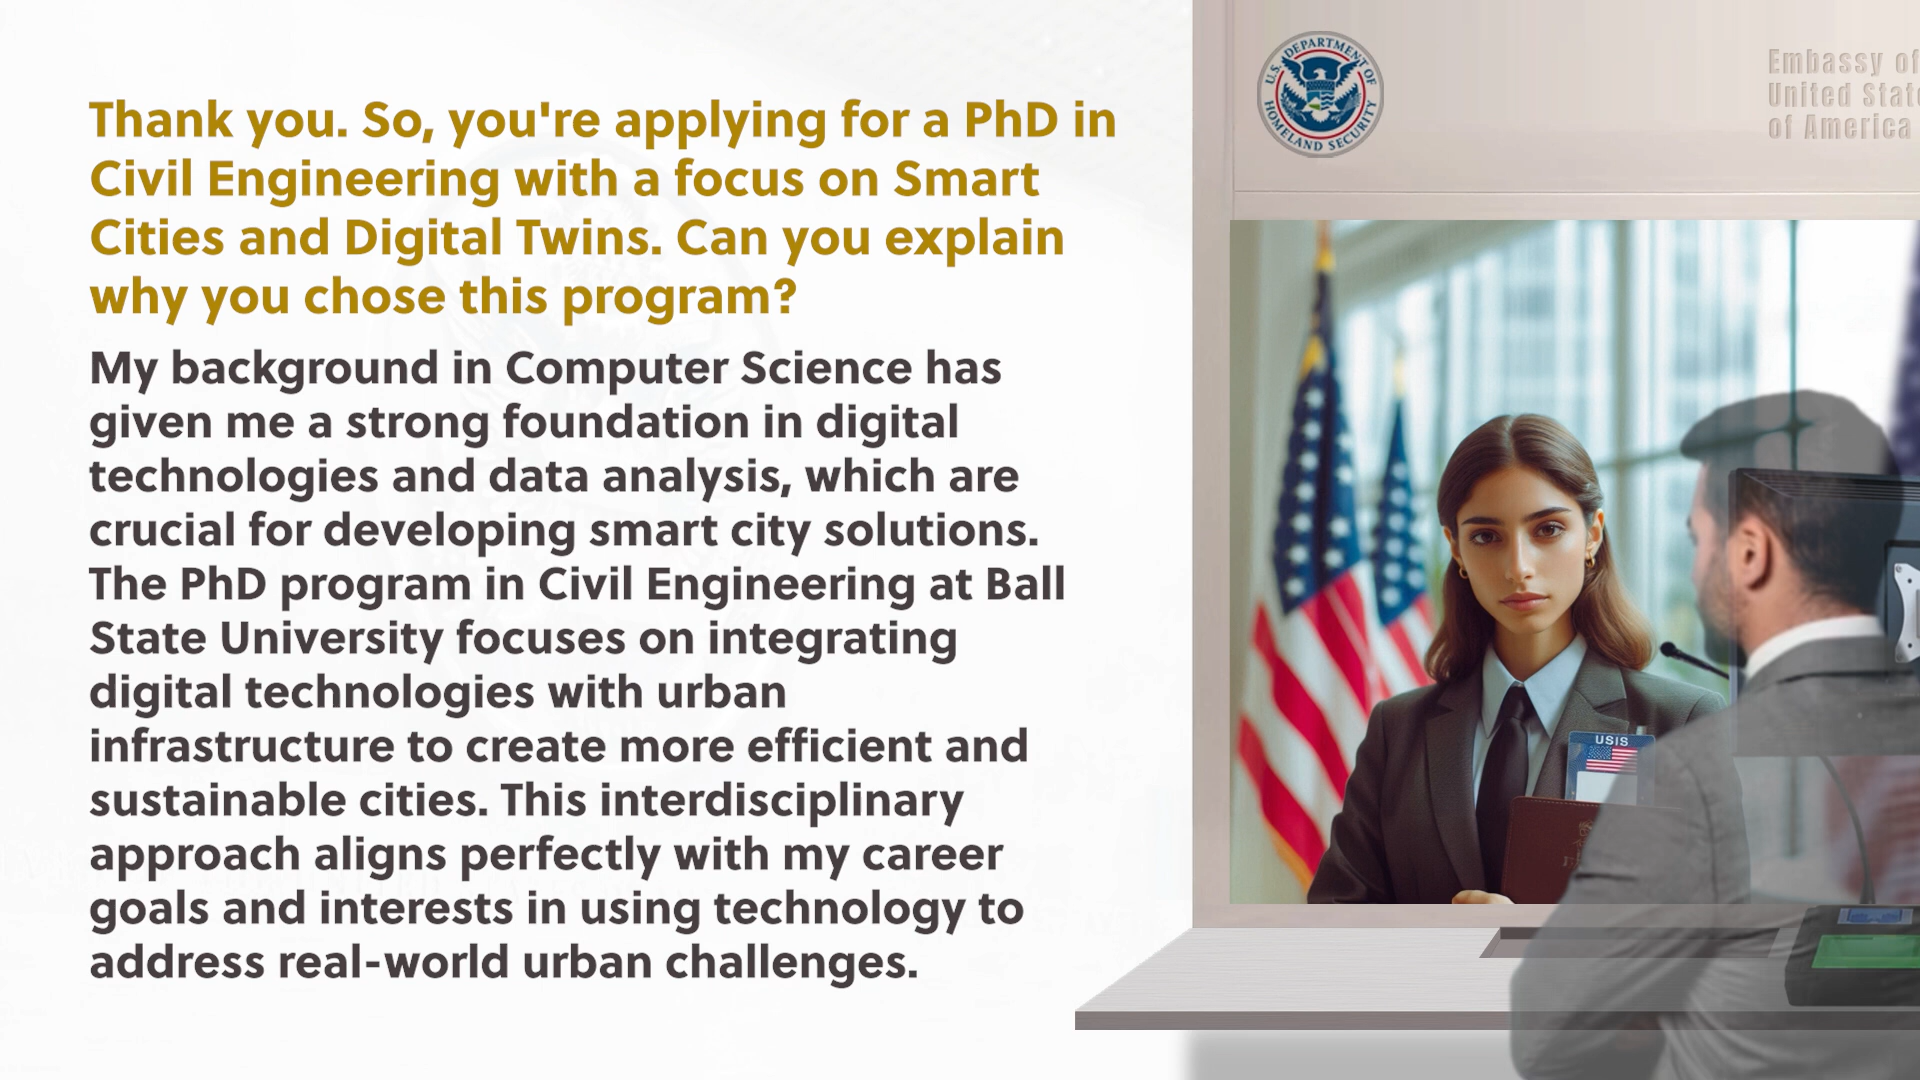 Thank you. So, you're applying for a PhD in
Civil Engineering with a focus on Smart
Cities and Digital Twins. Can you explain
why you chose this program?
My background in Computer Science has
given me a strong foundation in digital
technologies and data analysis, which are
crucial for developing smart city solutions.
The PhD program in Civil Engineering at Ball
State University focuses on integrating
digital technologies with urban
infrastructure to create more efficient and
sustainable cities. This interdisciplinary
approach aligns perfectly with my career
goals and interests in using technology to
address real-world urban challenges.
U.S. DEPARTMENT OF
HOMELAND SECURITY
Embassy of
United State
of America
USIS